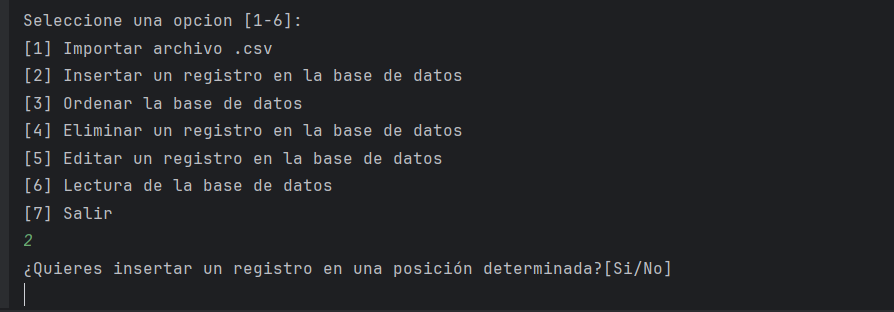 Seleccione una opcion [1-6]:
[1] Importar archivo .csv
[2] Insertar un registro en la base de datos
[3] Ordenar la base de datos
[4] Eliminar un registro en la base de datos
[5] Editar un registro en la base de datos
[6] Lectura de la base de datos
[7] Salir
2
¿Quieres insertar un registro en una posición determinada?[Si/No]